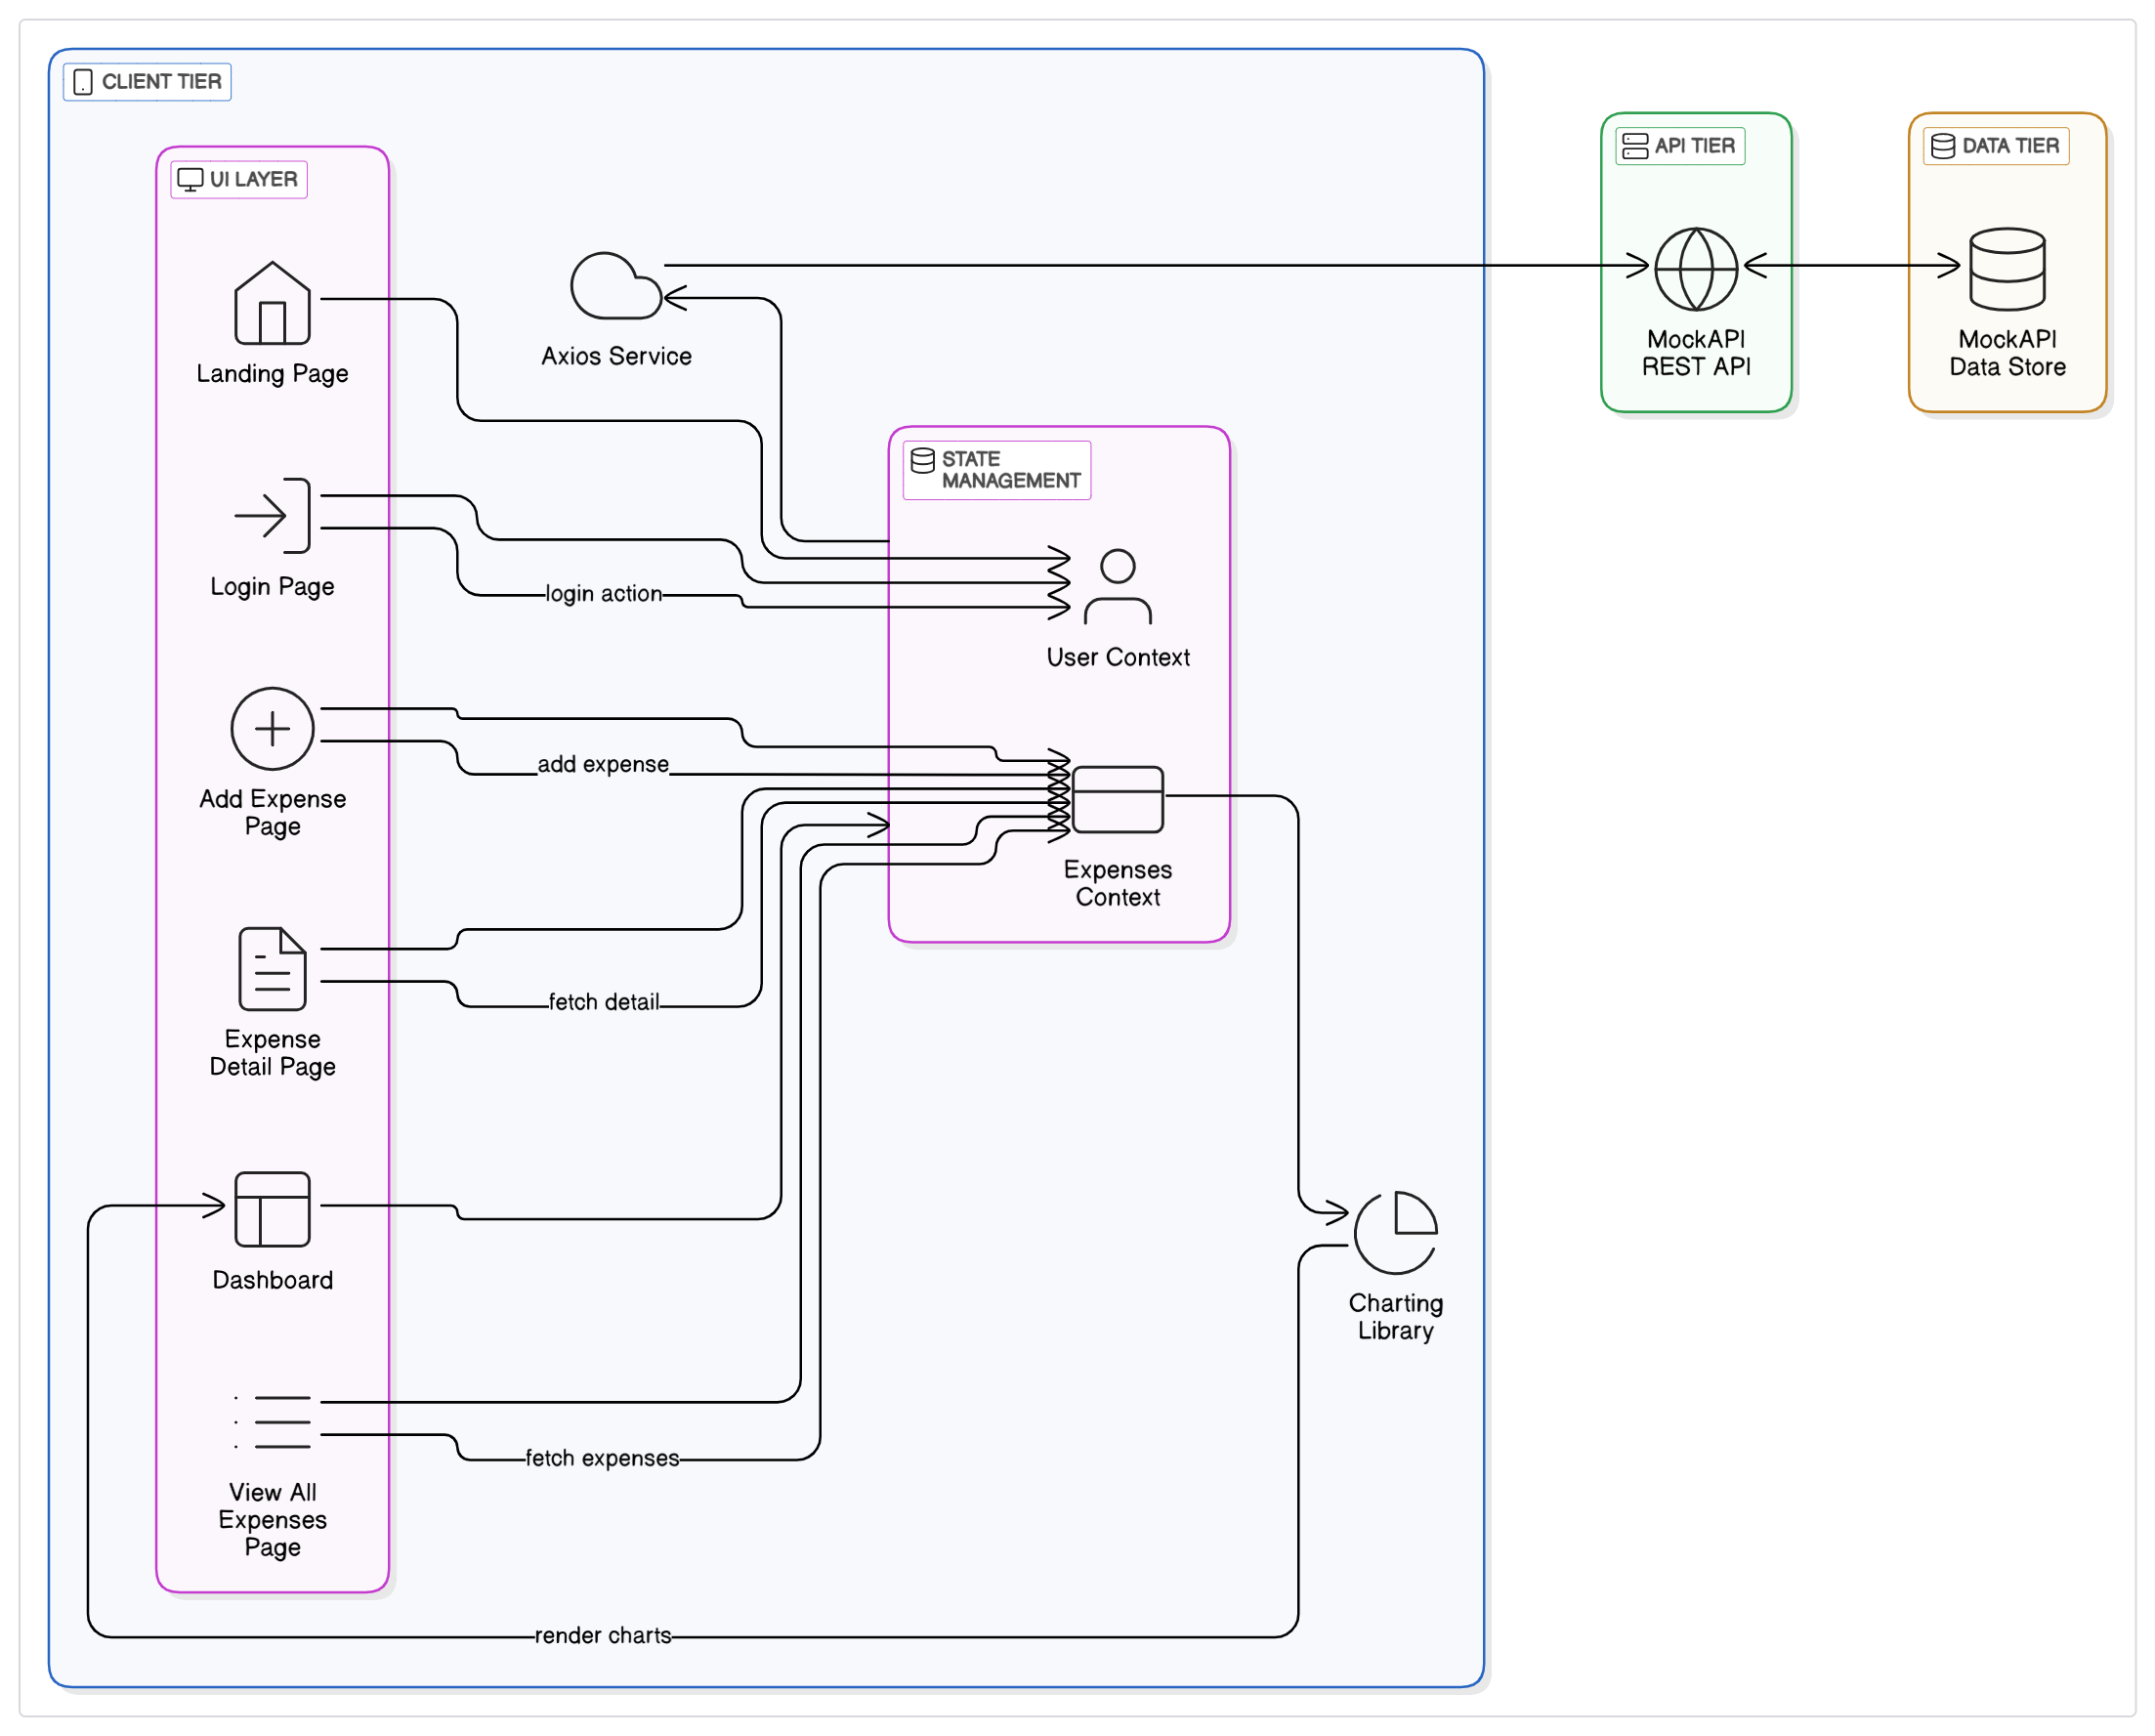 CLIENT TIER
UI LAYER
Landing Page
Login Page
Add Expense
Page
Expense
Detail Page
Dashboard
View All
Expenses
Page
Axios Service
login action
add expense
fetch detail
fetch expenses
render charts
STATE
MANAGEMENT
User Context
Expenses
Context
Charting
Library
API TIER
MockAPI
REST API
DATA TIER
MockAPI
Data Store